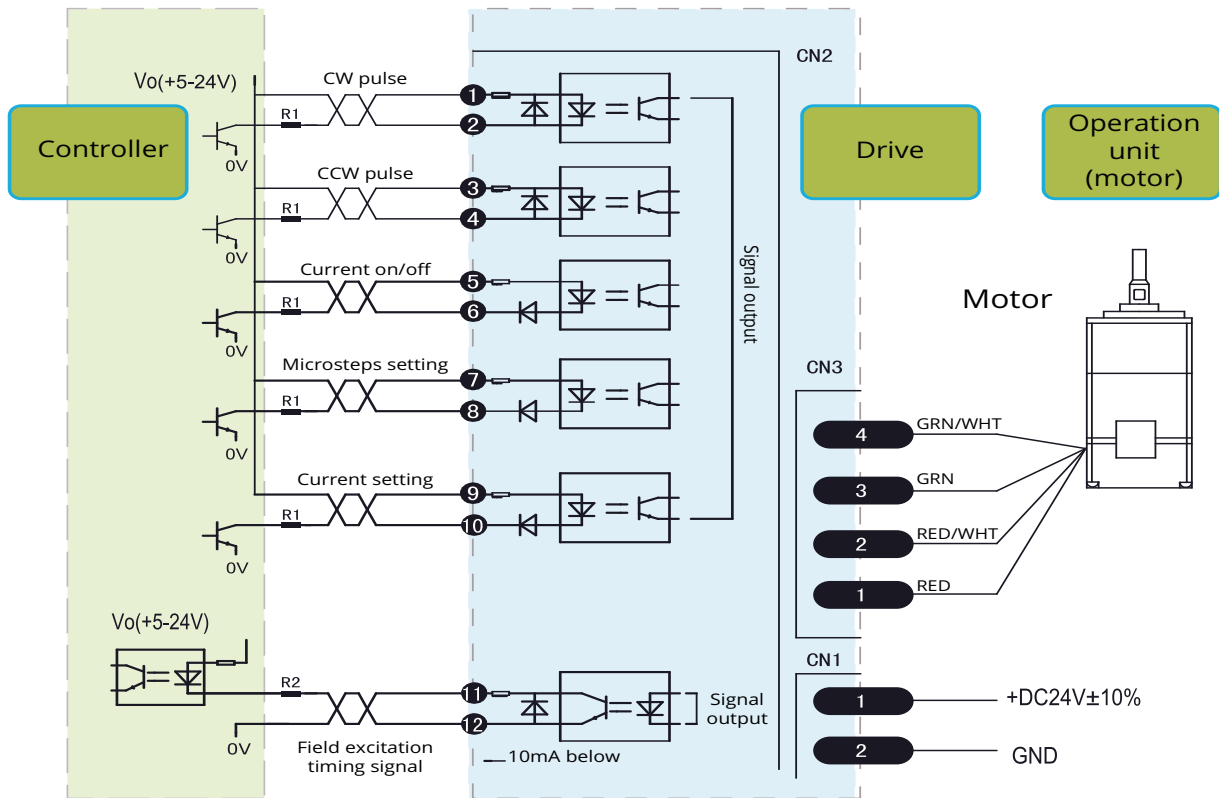 CN2
Vo(+5-24V)
CW pulse
1
R1
2
0V
Controller
Drive
Operation
unit
(motor)
CCW pulse
3
R1
4
0V
Current on/off
5
R1
6
0V
Signal output
Motor
Microsteps setting
7
R1
8
0V
CN3
4
GRN/WHT
3
GRN
2
RED/WHT
1
RED
Current setting
9
R1
10
0V
Vo(+5-24V)
R2
11
12
0V
Field excitation
timing signal
10mA below
Signal
output
CN1
1
+DC24V±10%
2
GND